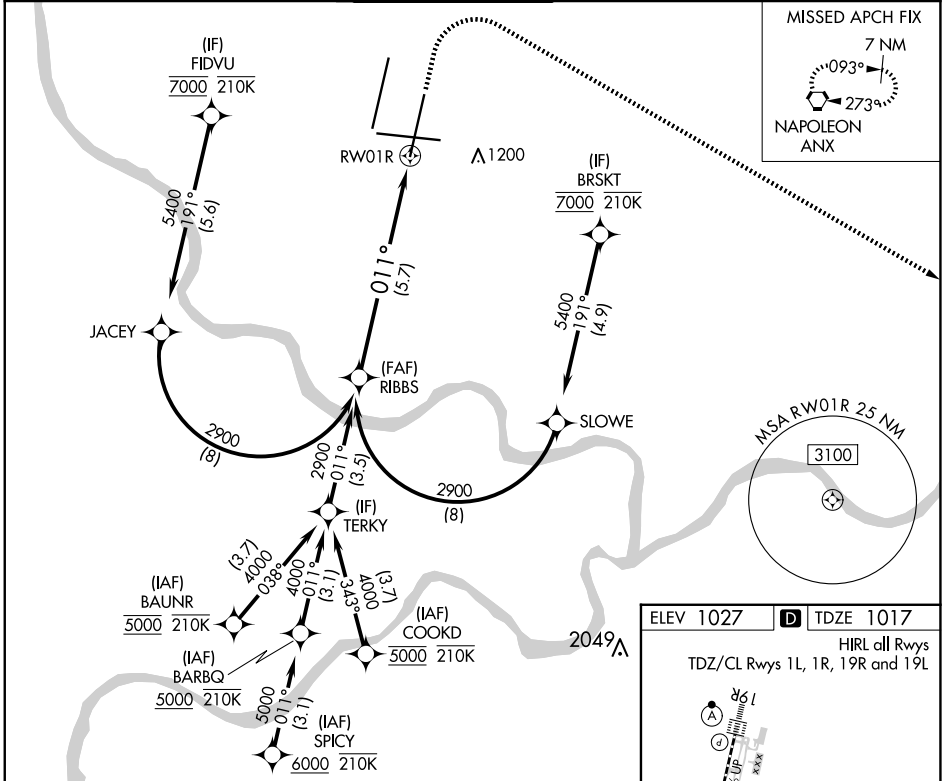 MISSED APCH FIX
7 NM
093°
273°
NAPOLEON
ANX
(IF)
FIDVU
7000 210K
5400
191°
(5.6)
JACEY
RW01R
1200
(IF)
BRSKT
7000 210K
5400
191°
(4.9)
SLOWE
011°
(5.7)
(FAF)
RIBBS
2900
(8)
2900
(8)
2900
011°
(3.5)
(IF)
TERKY
(3.7)
4000
038°
4000
011°
(3.1)
(3.7)
4000
343°
(IAF)
BAUNR
5000 210K
(IAF)
BARBQ
5000 210K
(IAF)
COOKD
5000 210K
5000
011°
(3.1)
(IAF)
SPICY
6000 210K
2049
MSA RW01R 25 NM
3100
ELEV 1027 D TDZE 1017
HIRL all Rwys
TDZ/CL Rwys 1L, 1R, 19R and 19L
19R
A
P
UP
XXX